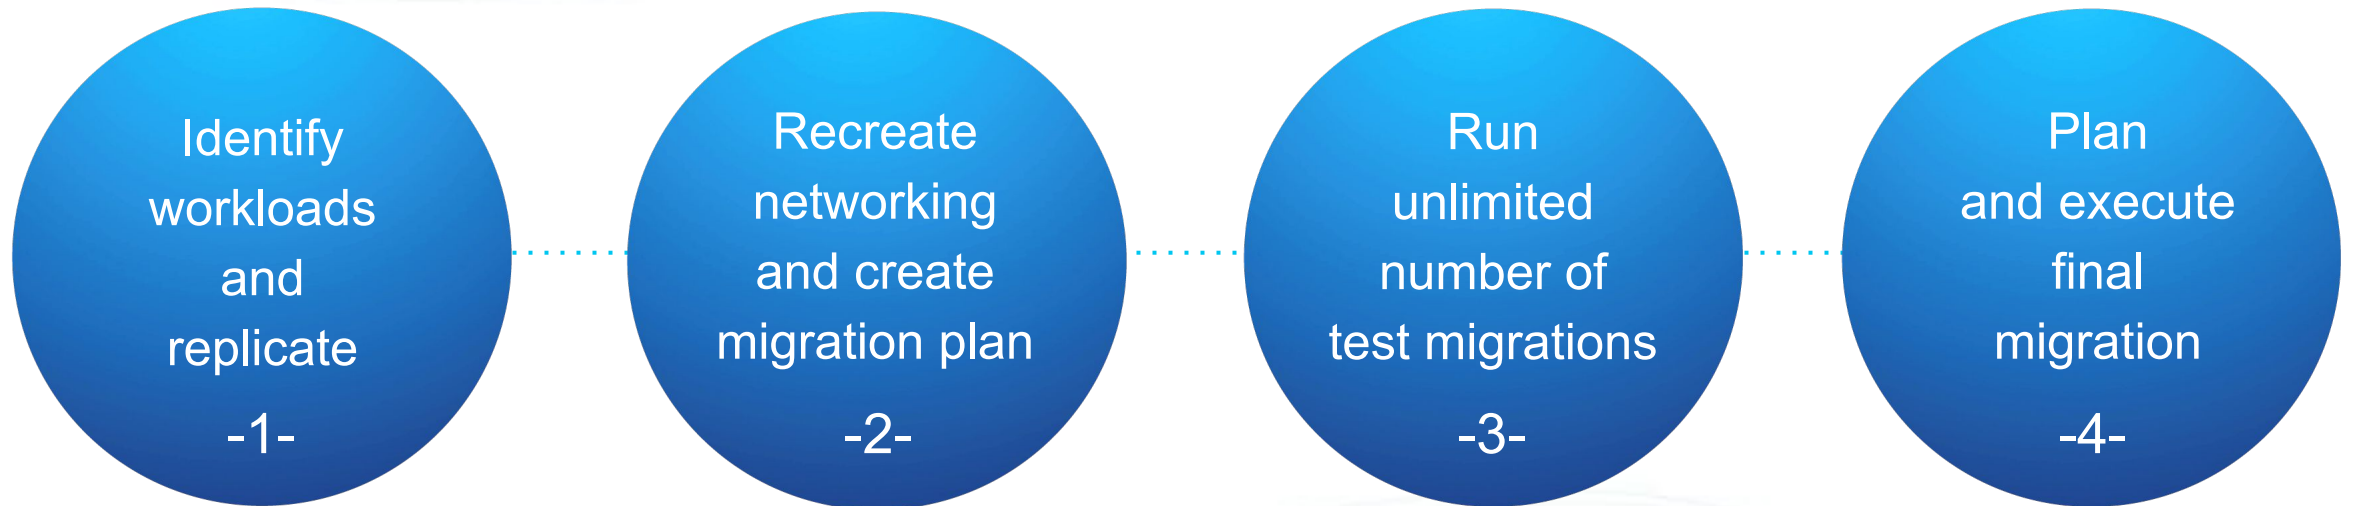 Identify
workloads
and
replicate
-1-
Recreate
networking
and create
migration plan
-2-
Run
unlimited
number of
test migrations
-3-
Plan
and execute
final
migration
-4-